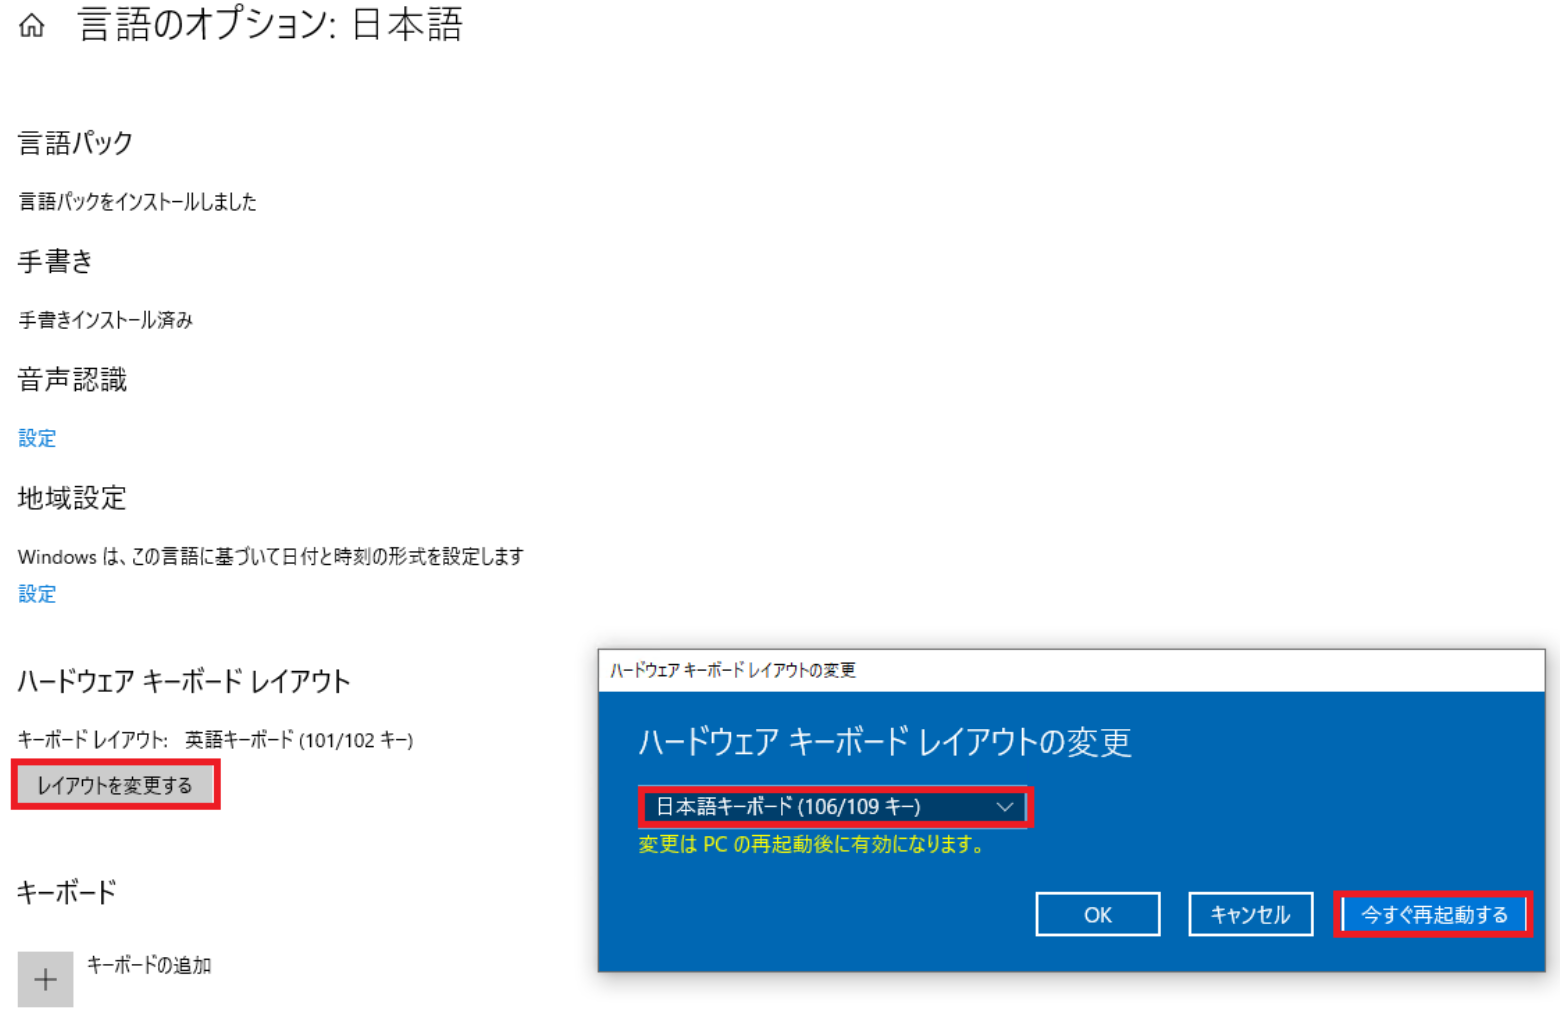 言語のオプション: 日本語
言語パック
言語パックをインストールしました
手書き
手書きインストール済み
音声認識
設定
地域設定
Windows は、この言語に基づいて日付と時刻の形式を設定します
設定
ハードウェア キーボード レイアウト
キーボード レイアウト: 英語キーボード (101/102 キー)
レイアウトを変更する
キーボード
キーボードの追加
ハードウェア キーボード レイアウトの変更
ハードウェア キーボード レイアウトの変更
日本語キーボード (106/109 キー)
変更は PC の再起動後に有効になります。
OK
キャンセル
今すぐ再起動する